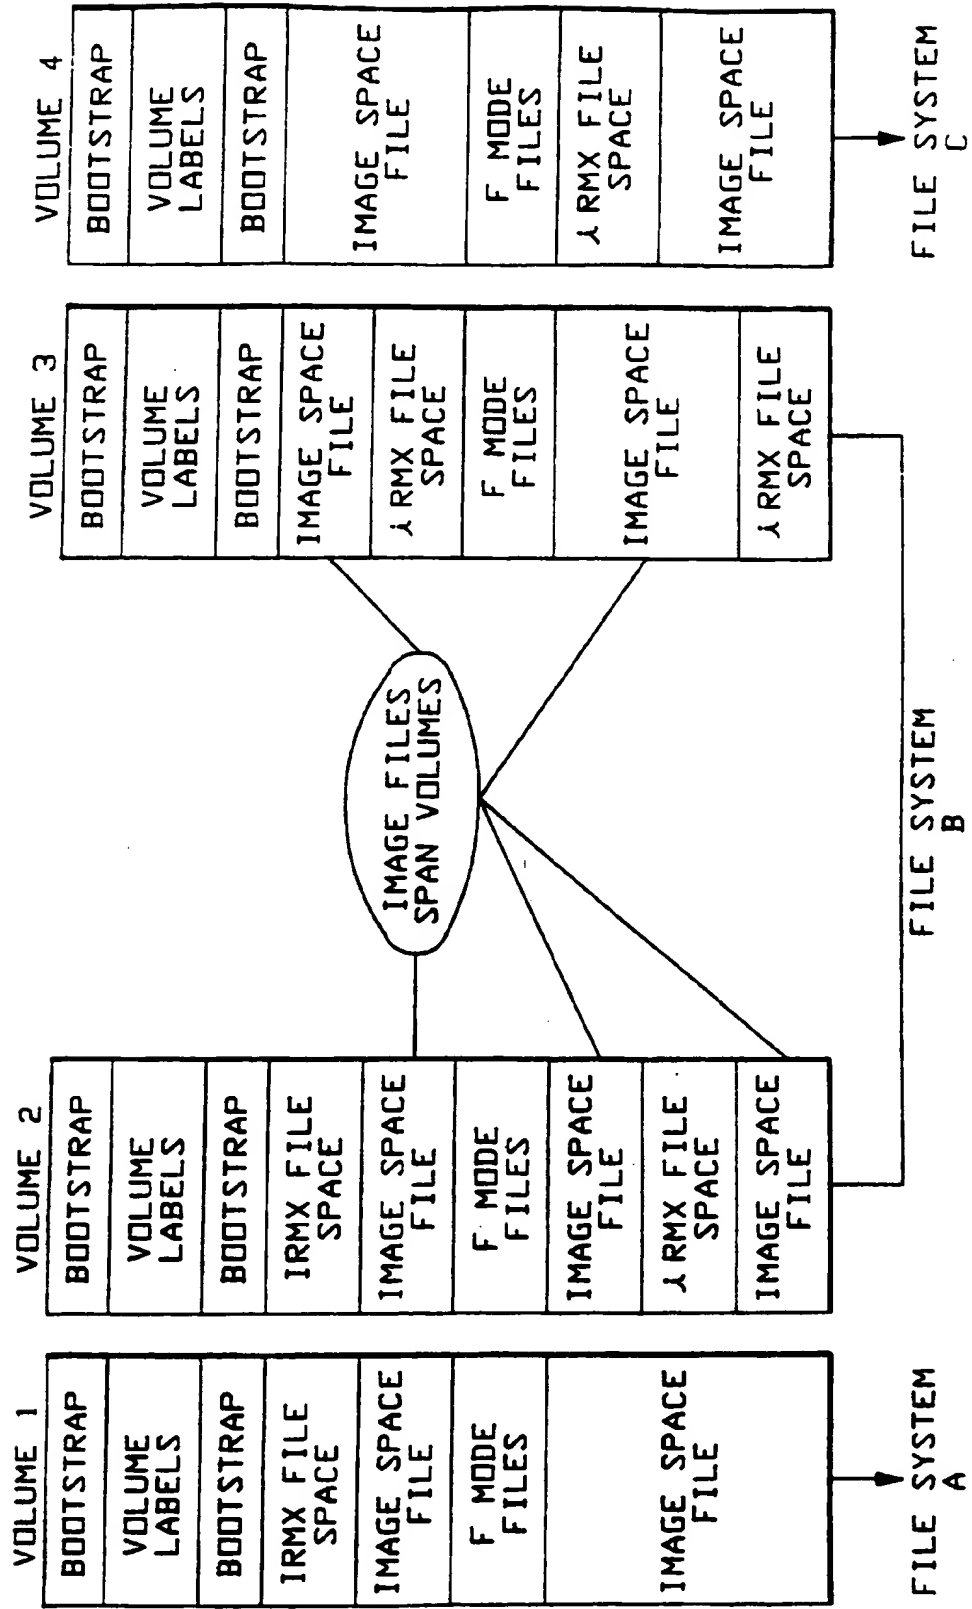 VOLUME 1
BOOTSTRAP
VOLUME
LABELS
BOOTSTRAP
IRMX FILE
SPACE
IMAGE SPACE
FILE
F MODE
FILES
IMAGE SPACE
FILE
FILE SYSTEM
A
VOLUME 2
BOOTSTRAP
VOLUME
LABELS
BOOTSTRAP
IRMX FILE
SPACE
IMAGE SPACE
FILE
F MODE
FILES
IMAGE SPACE
FILE
λRMX FILE
SPACE
IMAGE SPACE
FILE
IMAGE FILES
SPAN VOLUMES
FILE SYSTEM
B
VOLUME 3
BOOTSTRAP
VOLUME
LABELS
BOOTSTRAP
IMAGE SPACE
FILE
λRMX FILE
SPACE
F MODE
FILES
IMAGE SPACE
FILE
λRMX FILE
SPACE
VOLUME 4
BOOTSTRAP
VOLUME
LABELS
BOOTSTRAP
IMAGE SPACE
FILE
F MODE
FILES
λRMX FILE
SPACE
IMAGE SPACE
FILE
FILE SYSTEM
C